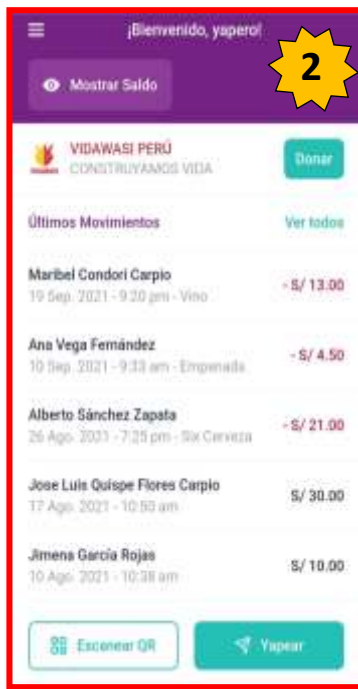 ¡Bienvenido, yapero!
2
Mostrar Saldo
VIDAWASI PERÚ
CONSTRUYAMOS VIDA
Donar
Últimos Movimientos
Ver todos
Maribel Condori Carpio
19 Sep. 2021 - 9:20 pm - Vino
- S/ 13.00
Ana Vega Fernández
10 Sep. 2021 - 9:33 am - Empanada
- S/ 4.50
Alberto Sánchez Zapata
26 Ago. 2021 - 7:25 pm - Six Cerveza
- S/ 21.00
Jose Luis Quispe Flores Carpio
17 Ago. 2021 - 10:50 am
S/ 30.00
Jimena García Rojas
10 Ago. 2021 - 10:38 am
S/ 10.00
Escanear QR
Yapear